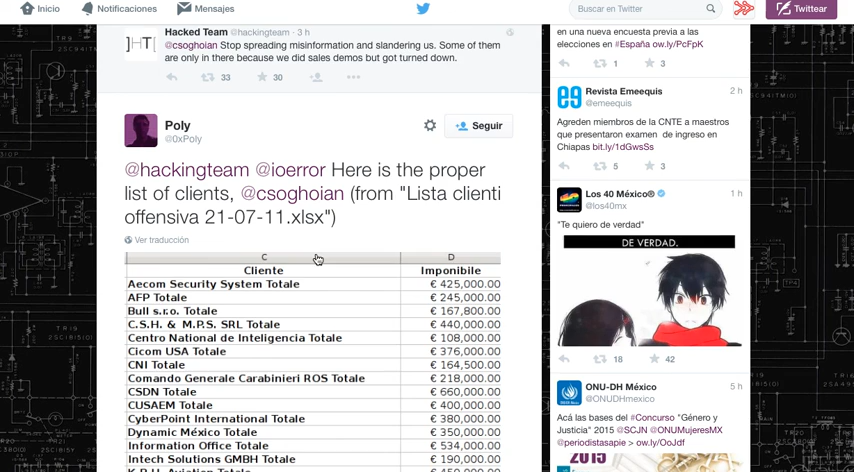 Inicio
Notificaciones
Mensajes
Buscar en Twitter
Twittear
Hacked Team @hackingteam · 3 h
@csoghoian Stop spreading misinformation and slandering us. Some of them
are only in there because we did sales demos but got turned down.
33
30
]HT[
Poly
@0xPoly
Seguir
@hackingteam @ioerror Here is the proper
list of clients, @csoghoian (from "Lista clienti
offensiva 21-07-11.xlsx")
Ver traducción
C D
Cliente Imponibile
Aecom Security System Totale € 425,000.00
AFP Totale € 245,000.00
Bull s.r.o. Totale € 167,800.00
C.S.H. & M.P.S. SRL Totale € 440,000.00
Centro National de Inteligencia Totale € 108,000.00
Cicom USA Totale € 376,000.00
CNI Totale € 164,500.00
Comando Generale Carabinieri ROS Totale € 218,000.00
CSDN Totale € 660,000.00
CUSAEM Totale € 400,000.00
CyberPoint International Totale € 380,000.00
Dynamic México Totale € 350,000.00
Information Office Totale € 534,000.00
Intech Solutions GMBH Totale € 190,000.00
en una nueva encuesta previa a las
elecciones en #España ow.ly/PcFpK
1
3
Revista Emeequis 2 h
@emeequis
Agreden miembros de la CNTE a maestros
que presentaron examen de ingreso en
Chiapas bit.ly/1dGwsSs
5
3
Los 40 México® 1 h
@los40mx
"Te quiero de verdad"
DE VERDAD.
18
42
ONU-DH México 5 h
@ONUDHmexico
Acá las bases del #Concurso "Género y
Justicia" 2015 @SCJN @ONUMujeresMX
@periodistasapie > ow.ly/OoJdf
2015